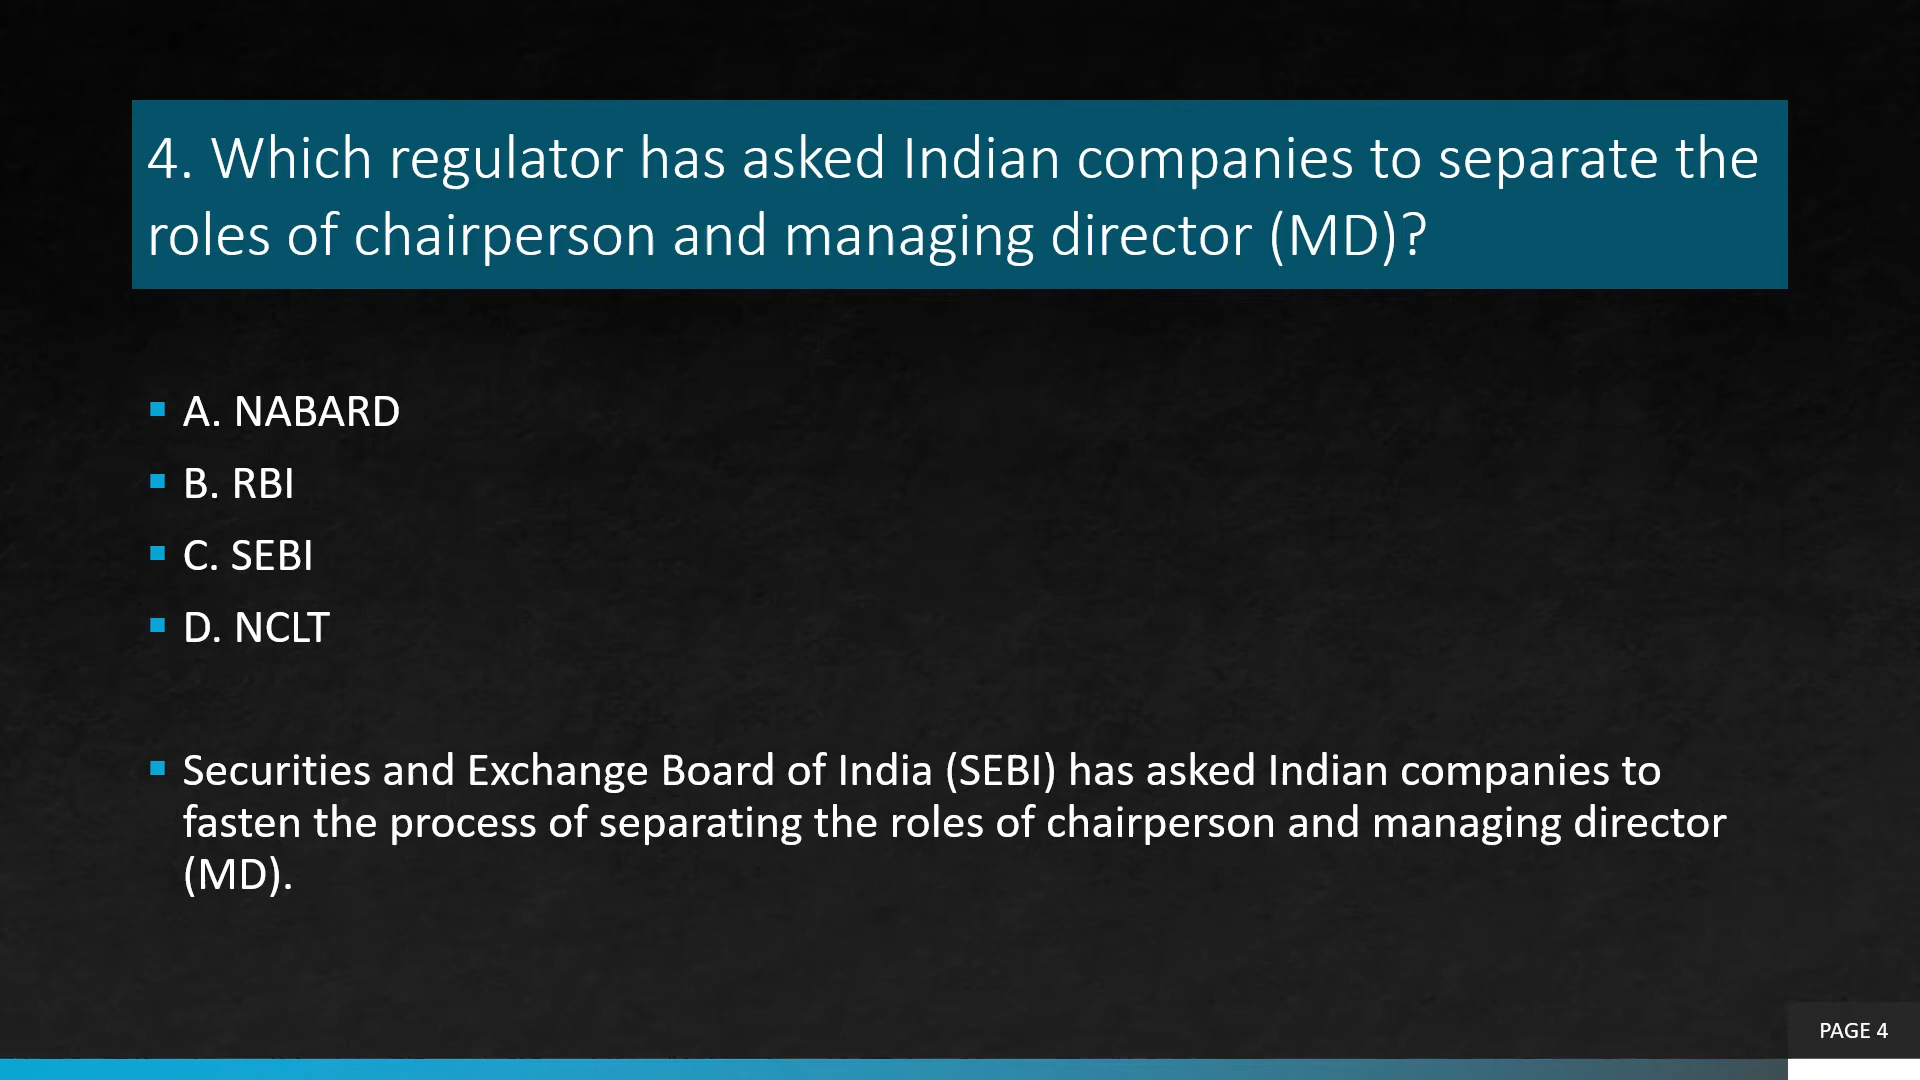 4. Which regulator has asked Indian companies to separate the
roles of chairperson and managing director (MD)?
A. NABARD
B. RBI
C. SEBI
D. NCLT
Securities and Exchange Board of India (SEBI) has asked Indian companies to
fasten the process of separating the roles of chairperson and managing director
(MD).
PAGE 4